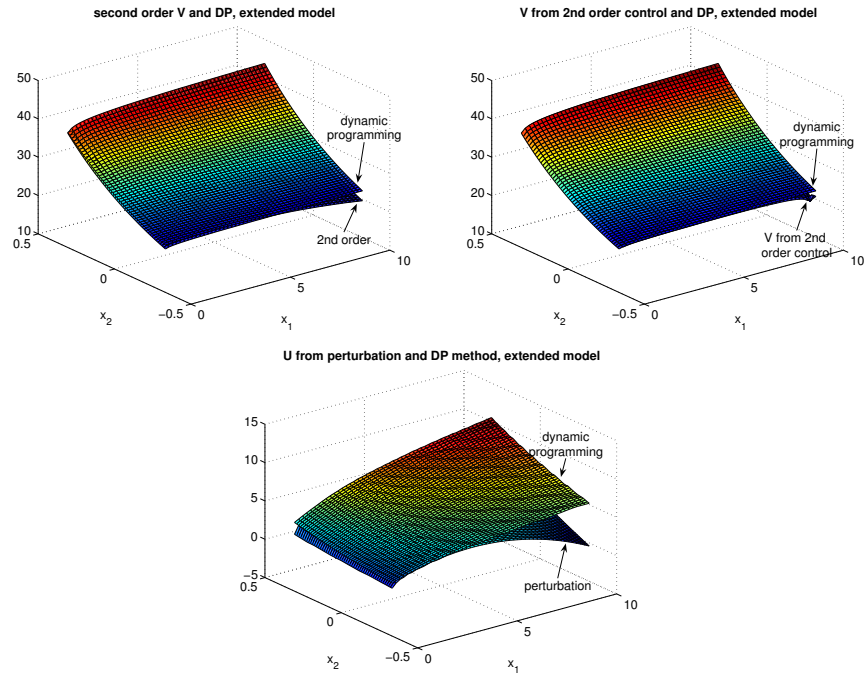 second order V and DP, extended model
50
40
30
20
10
0.5
0
−0.5
0
5
10
x2
x1
dynamic
programming
2nd order
V from 2nd order control and DP, extended model
50
40
30
20
10
0.5
0
−0.5
0
5
10
x2
x1
dynamic
programming
V from 2nd
order control
U from perturbation and DP method, extended model
15
10
5
0
−5
0.5
0
−0.5
0
5
10
x2
x1
dynamic
programming
perturbation